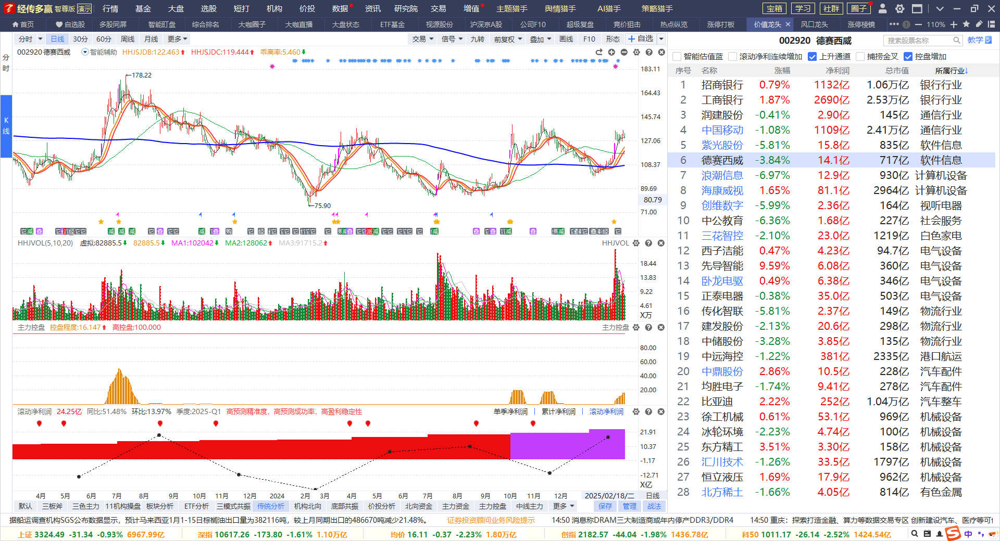 经传多赢 智尊版 演示 行情 基金 大盘 选股 短打 机构 价投 数据 资讯 研究院 交易 增值 主题猎手 舆情猎手 AI猎手 策略猎手 宝箱 学习 社群 圈子
首页 自选股 多股同屏 智能盯盘 综合排名 大咖圈子 大咖直播 大盘状态 ETF基金 视源股份 沪深京A股 公司F10 超级复盘 竞价狙击 热点纵览 涨停打板 价值龙头 风口龙头 涨停棱镜 110%
分时 日线 30分 60分 周线 月线 更多 交易 信号 九转 前复权 叠加 画线 F10 形态 自选
分时
K线
002920 德赛西威 智能辅助 HHJSJDB:122.463 HHJSJDC:119.444 乖离率:5.460
178.22
75.90
183.11
164.43
145.74
127.06
108.37
89.69
80.79
71.00
HHJVOL(5,10,20) 虚拟:82885.5 82885.5 MA1:102042 MA2:128062 MA3:91715.2 HHJVOL
18.44
13.83
9.22
4.61
X万
主力控盘 控盘程度:16.147 高控盘:100.000 主力控盘
80.00
60.00
40.00
20.00
滚动净利润 24.25亿 同比:51.48% 环比:13.97% 季度:2025-Q1 高预测精准度，高预测成功率，高盈利稳定性 单季净利润 累计净利润 滚动净利润
21.91
10.37
-1.17
-12.71
X亿
4月 5月 6月 7月 8月 9月 10月 11月 12月 2024 2月 3月 4月 5月 6月 7月 8月 9月 10月 11月 12月 2025/02/18/二 日线
默认 三板斧 三色主力 11机构操盘 板块分析 ETF分析 三模式共振 传统分析 机构北向 底部共振 价投分析 北向资金 主力资金 主力控盘 中线主力 更多 保存 管理 战法
002920 德赛西威 搜索股票名称 教学
智能估值蓝 滚动净利连续增加 上升通道 捕捞金叉 控盘增加
序号 名称 涨幅 净利润 总市值 所属行业↓
1 招商银行 0.79% 1132亿 1.06万亿 银行行业
2 工商银行 1.87% 2690亿 2.53万亿 银行行业
3 润建股份 -0.41% 2.90亿 145亿 通信行业
4 中国移动 -1.08% 1109亿 2.41万亿 通信行业
5 紫光股份 -5.81% 15.8亿 835亿 软件信息
6 德赛西威 -3.84% 14.1亿 717亿 软件信息
7 浪潮信息 -6.97% 12.9亿 930亿 计算机设备
8 海康威视 1.65% 81.1亿 2964亿 计算机设备
9 创维数字 -5.99% 2.36亿 164亿 视听电器
10 中公教育 -6.36% 1.68亿 227亿 社会服务
11 三花智控 -2.10% 23.0亿 1219亿 白色家电
12 西子洁能 0.47% 4.23亿 94.7亿 电气设备
13 先导智能 9.59% 6.08亿 360亿 电气设备
14 卧龙电驱 0.49% 6.38亿 346亿 电气设备
15 正泰电器 -0.38% 35.0亿 503亿 电气设备
16 传化智联 -5.81% 2.37亿 149亿 物流行业
17 建发股份 -2.13% 20.6亿 298亿 物流行业
18 中储股份 -3.28% 3.85亿 135亿 物流行业
19 中远海控 -1.22% 381亿 2335亿 港口航运
20 中鼎股份 2.86% 10.5亿 228亿 汽车配件
21 均胜电子 -1.74% 9.41亿 278亿 汽车配件
22 比亚迪 2.22% 252亿 1.04万亿 汽车整车
23 徐工机械 0.61% 53.1亿 969亿 机械设备
24 冰轮环境 -2.23% 4.74亿 100亿 机械设备
25 东方精工 3.51% 3.30亿 158亿 机械设备
26 汇川技术 -1.26% 33.5亿 1797亿 机械设备
27 恒立液压 1.69% 17.9亿 962亿 机械设备
28 北方稀土 -1.66% 4.05亿 814亿 有色金属
据船运调查机构SGS公布数据显示，预计马来西亚1月1-15日棕榈油出口量为382116吨，较上月同期出口的486670吨减少21.48%。 证券投资顾问业务风险提示 14:50 消息称DRAM三大制造商或年内停产DDR3/DDR4 14:50 重庆：探索打造金融、算力等数据交易专区 创新建设汽车、医疗等可信
上证 3324.49 -31.34 -0.93% 6967.99亿 深指 10617.26 -173.80 -1.61% 1.10万亿 均价 16.11 -0.37 -2.23% 1.80万亿 创指 2182.57 -44.04 -1.98% 1436.78亿 科50 1011.17 -26.14 -2.52% 1424.54亿 中